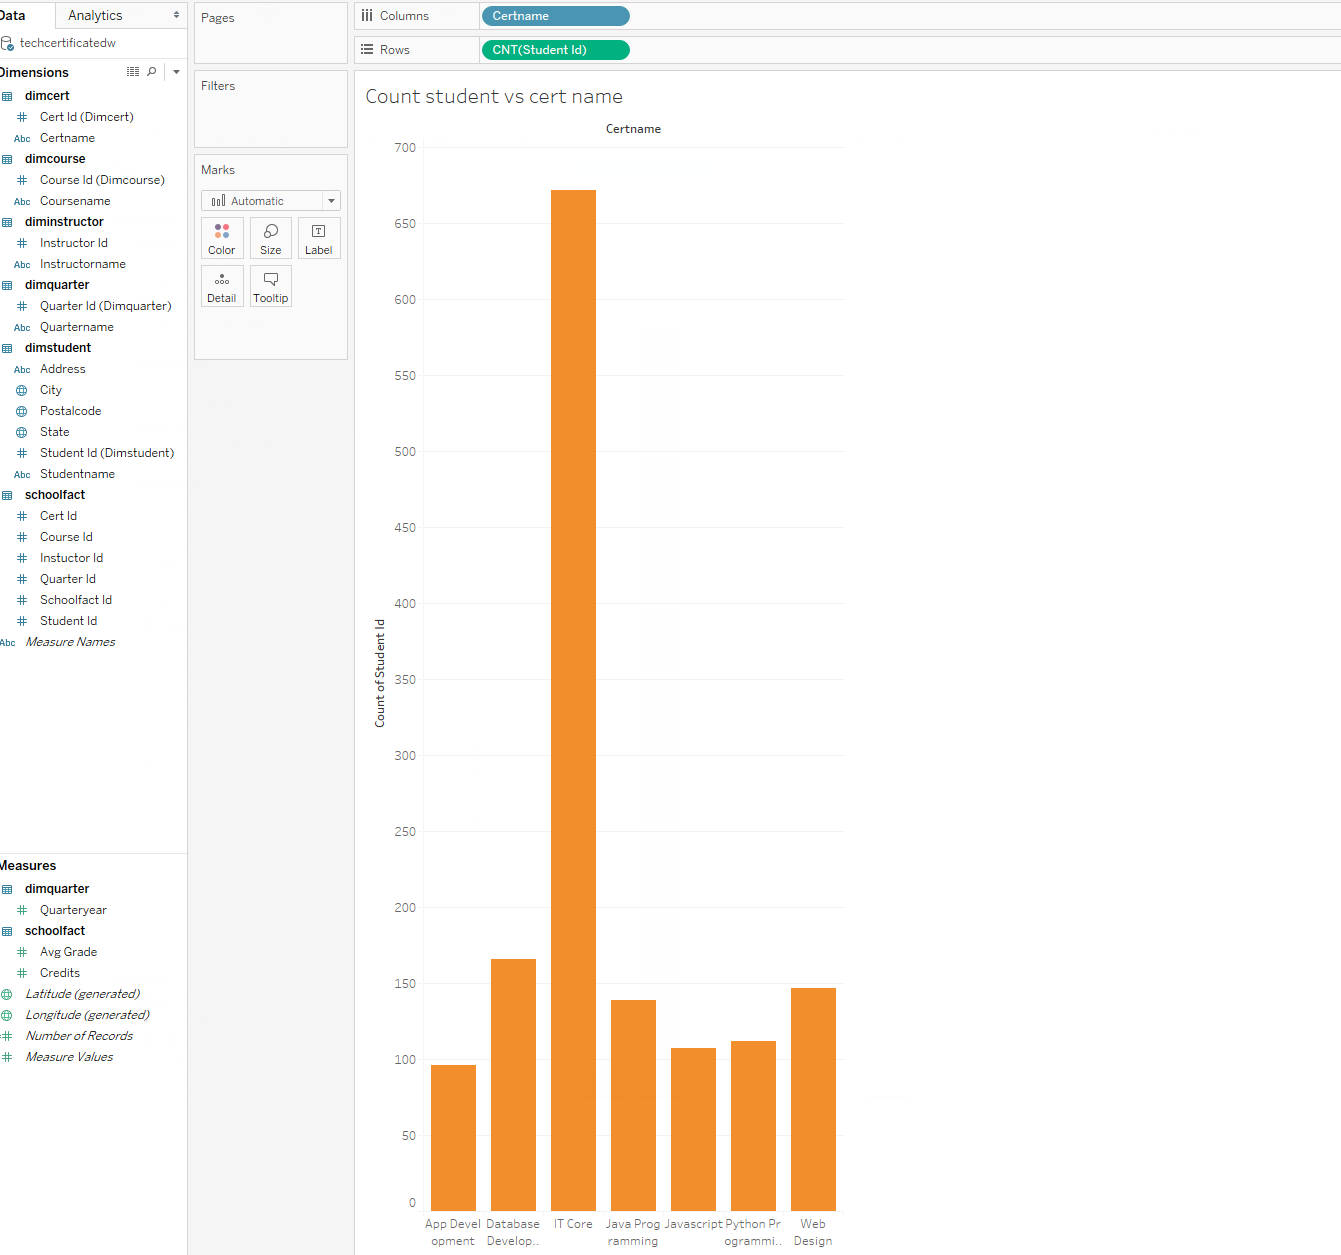 Data
Analytics
techcertificatedw
Dimensions
dimcert
# Cert Id (Dimcert)
Abc Certname
dimcourse
# Course Id (Dimcourse)
Abc Coursename
diminstructor
# Instructor Id
Abc Instructorname
dimquarter
# Quarter Id (Dimquarter)
Abc Quartername
dimstudent
Abc Address
City
Postalcode
State
# Student Id (Dimstudent)
Abc Studentname
schoolfact
# Cert Id
# Course Id
# Instuctor Id
# Quarter Id
# Schoolfact Id
# Student Id
Abc Measure Names
Measures
dimquarter
# Quarteryear
schoolfact
# Avg Grade
# Credits
Latitude (generated)
Longitude (generated)
# Number of Records
# Measure Values
Pages
Filters
Marks
Automatic
Color
Size
Label
Detail
Tooltip
Columns
Certname
Rows
CNT(Student Id)
Count student vs cert name
Certname
700
650
600
550
500
450
400
350
300
250
200
150
100
50
0
Count of Student Id
App Devel
opment
Database
Develop..
IT Core
Java Prog
ramming
Javascript
Python Pr
ogrammi..
Web
Design